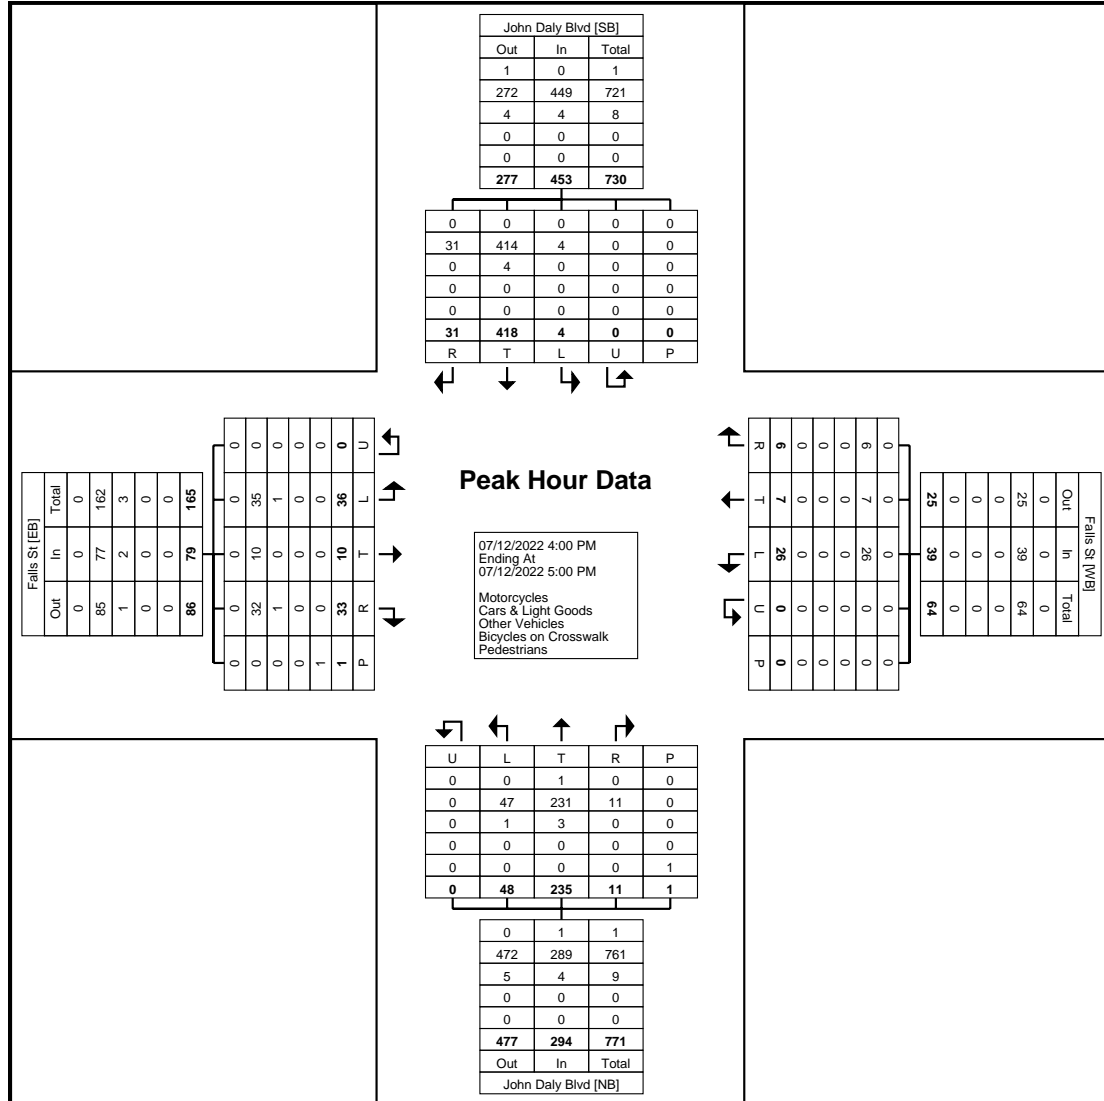 John Daly Blvd [SB]
Out In Total
1 0 1
272 449 721
4 4 8
0 0 0
0 0 0
277 453 730
0 0 0 0 0
31 414 4 0 0
0 4 0 0 0
0 0 0 0 0
0 0 0 0 0
31 418 4 0 0
R T L U P
Falls St [EB]
Out In Total
0 0 0
85 77 162
1 2 3
0 0 0
0 0 0
86 79 165
0 0 0 0 0
0 32 10 35 0
0 1 0 1 0
0 0 0 0 0
1 0 0 0 0
1 33 10 36 0
P R T L U
Peak Hour Data
07/12/2022 4:00 PM
Ending At
07/12/2022 5:00 PM
Motorcycles
Cars & Light Goods
Other Vehicles
Bicycles on Crosswalk
Pedestrians
Falls St [WB]
Out In Total
0 0 0
25 39 64
0 0 0
0 0 0
0 0 0
25 39 64
0 0 0 0 0
6 7 26 0 0
0 0 0 0 0
0 0 0 0 0
0 0 0 0 0
6 7 26 0 0
R T L U P
U L T R P
0 0 1 0 0
0 47 231 11 0
0 1 3 0 0
0 0 0 0 0
0 0 0 0 1
0 48 235 11 1
0 1 1
472 289 761
5 4 9
0 0 0
0 0 0
477 294 771
Out In Total
John Daly Blvd [NB]